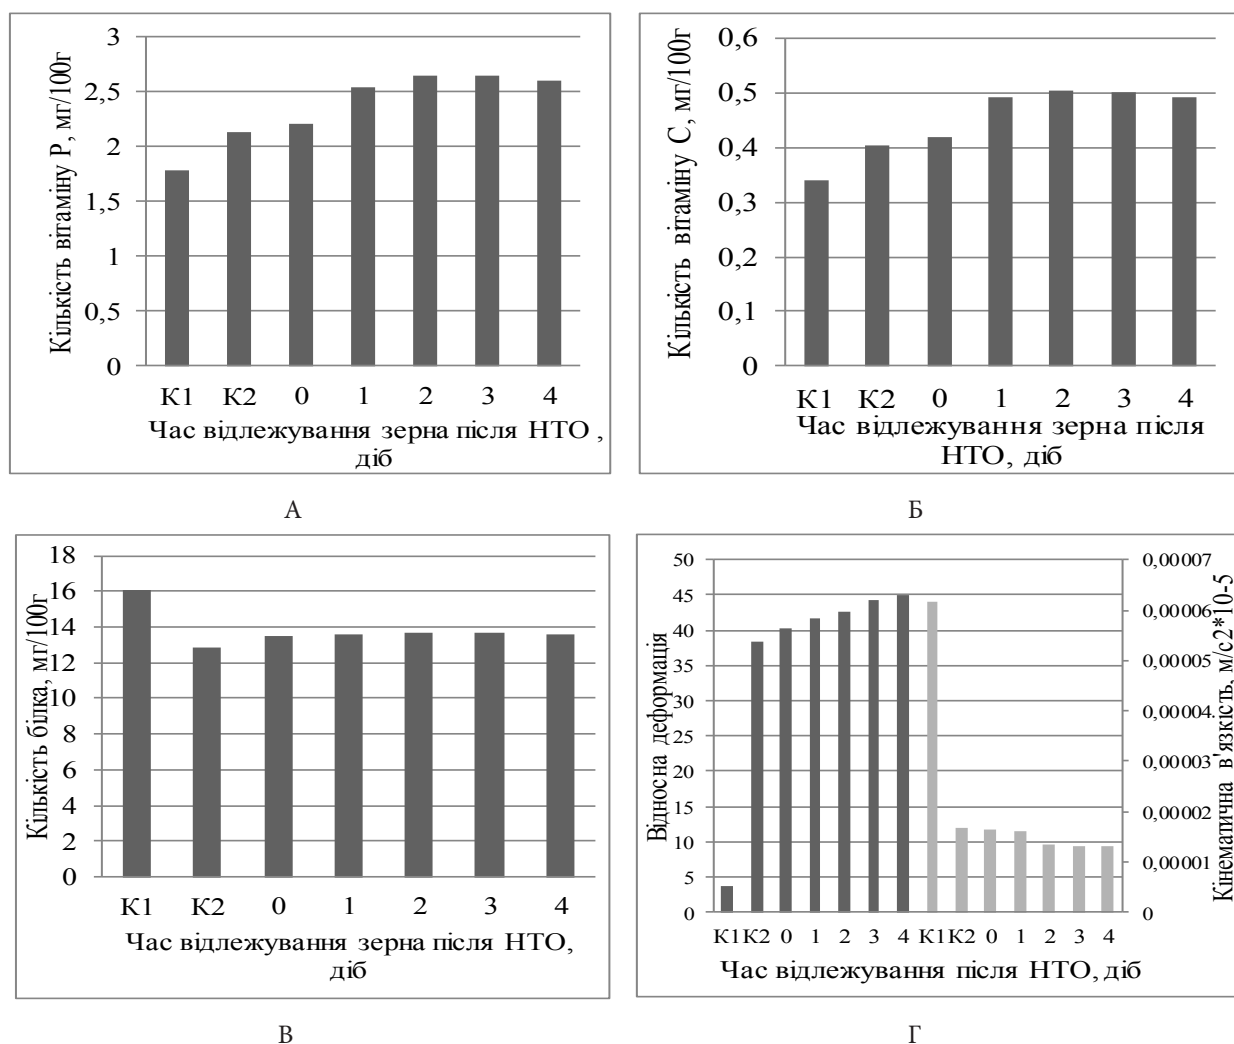 Кількість вітаміну Р, мг/100г
3
2,5
2
1,5
1
0,5
0
К1 К2 0 1 2 3 4
Час відлежування зерна після НТО ,
діб
А
Кількість вітаміну С, мг/100г
0,6
0,5
0,4
0,3
0,2
0,1
0
К1 К2 0 1 2 3 4
Час відлежування зерна після
НТО, діб
Б
Кількість білка, мг/100г
18
16
14
12
10
8
6
4
2
0
К1 К2 0 1 2 3 4
Час відлежування зерна після НТО,
діб
В
Відносна деформація
50
45
40
35
30
25
20
15
10
5
0
К1 К2 0 1 2 3 4 К1 К2 0 1 2 3 4
0,00007
0,00006
0,00005
0,00004
0,00003
0,00002
0,00001
0
Кінематична в'язкість, м/с2*10-5
Час відлежування після НТО, діб
Г